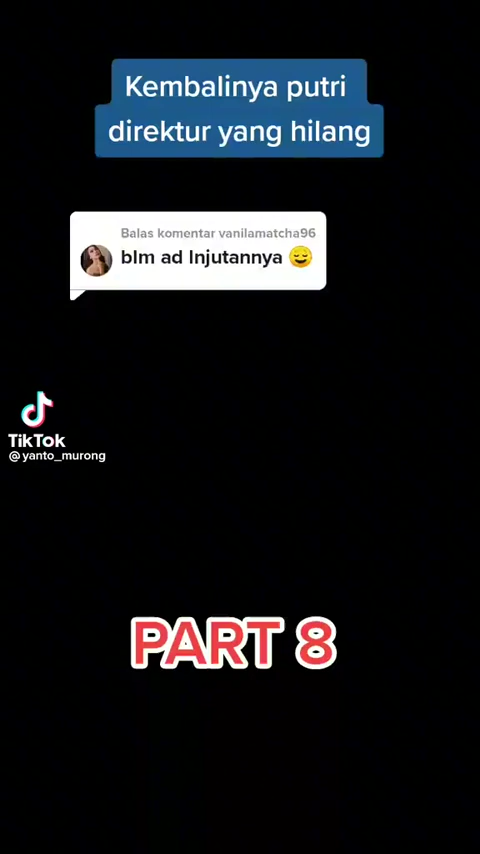 Kembalinya putri
direktur yang hilang
Balas komentar vanilamatcha96
blm ad lnjutannya 😌
TikTok
@yanto_murong
PART 8